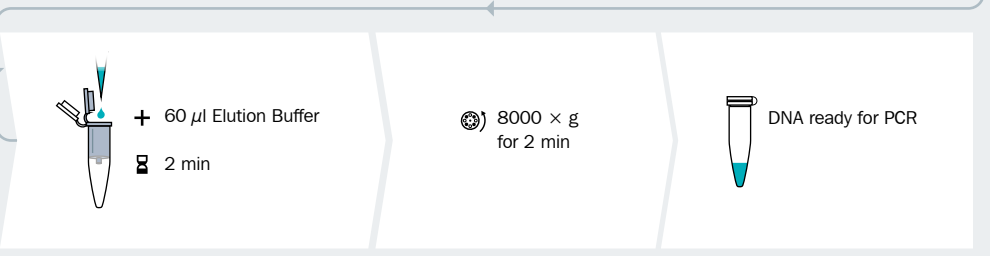 + 60 µl Elution Buffer
2 min
8000 × g
for 2 min
DNA ready for PCR